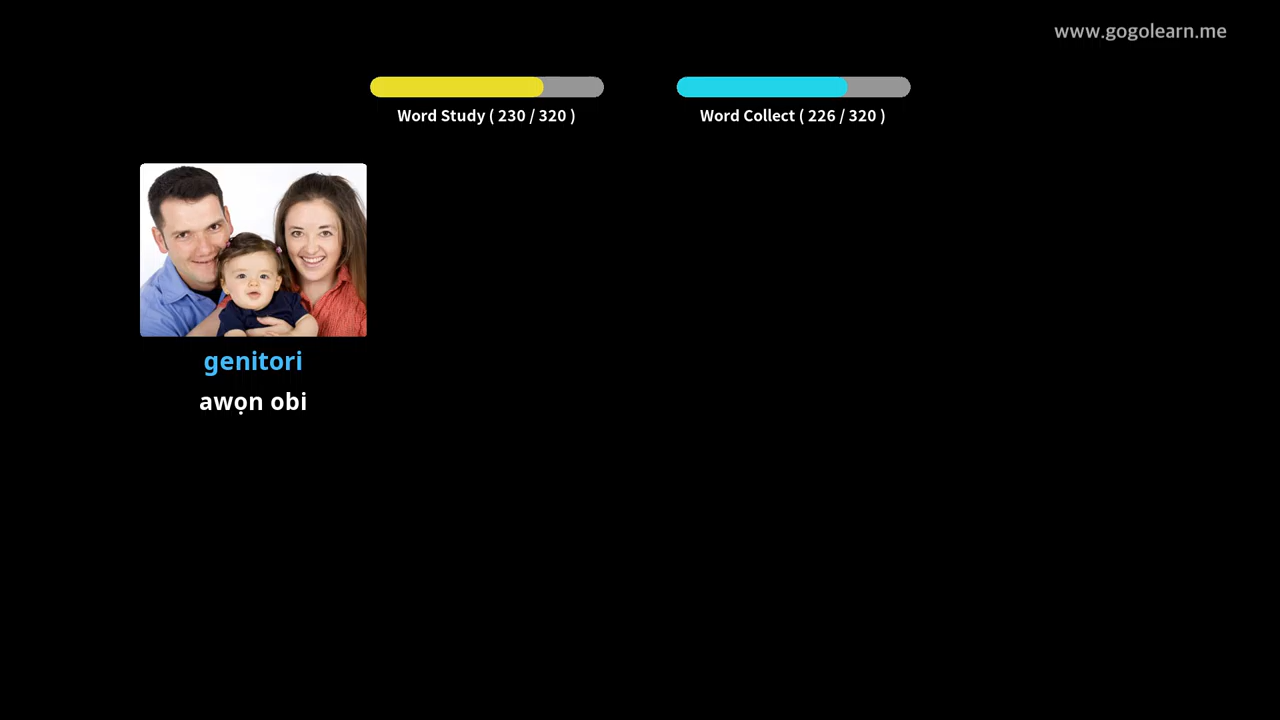 www.gogolearn.me
Word Study ( 230 / 320 )
Word Collect ( 226 / 320 )
genitori
awọn obi